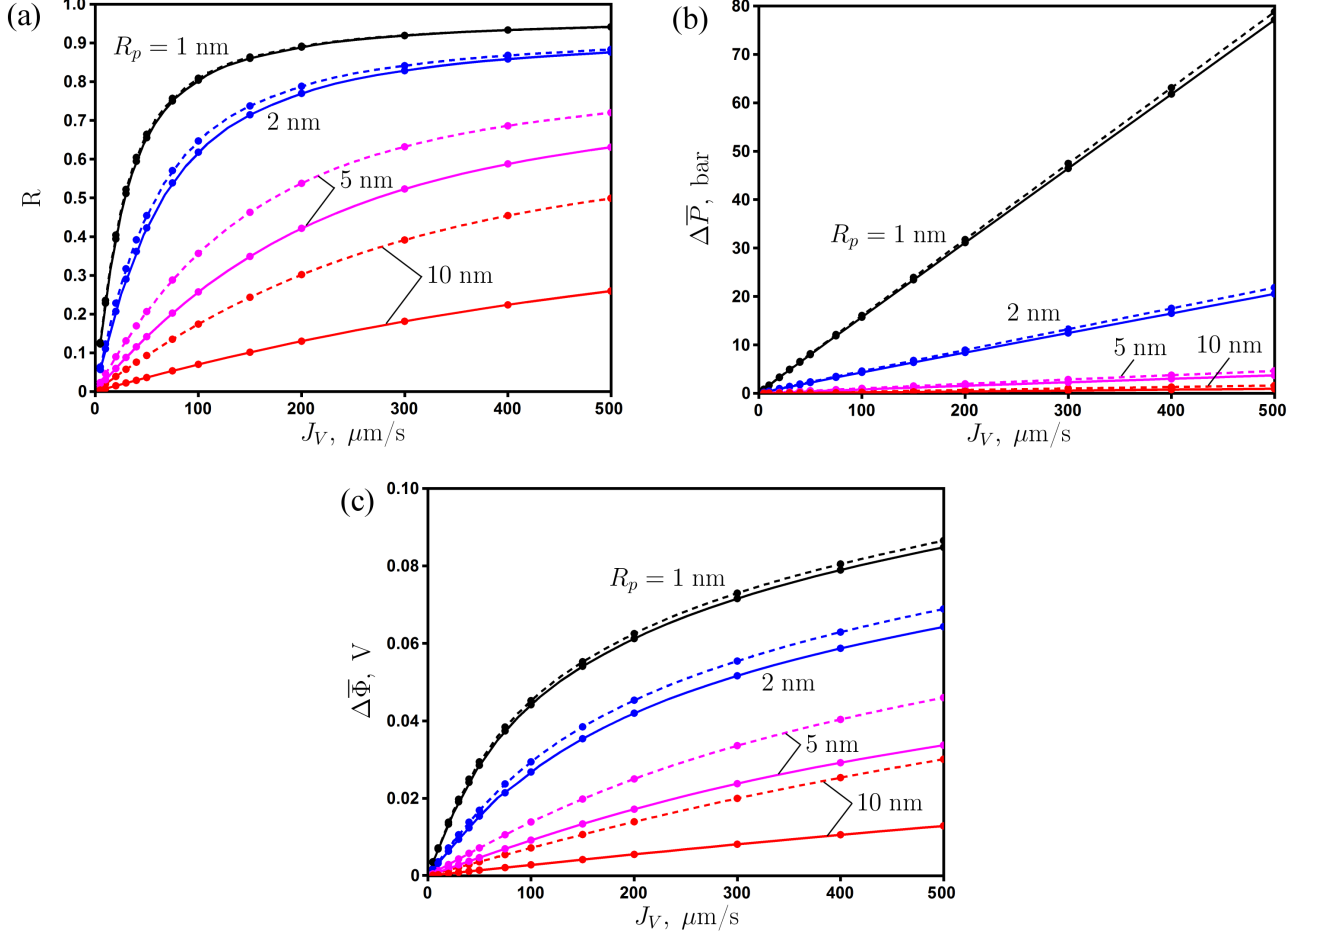 (a)
R
1.0
0.9
0.8
0.7
0.6
0.5
0.4
0.3
0.2
0.1
0
R_p = 1 nm
2 nm
5 nm
10 nm
0 100 200 300 400 500
J_V, μm/s
(b)
ΔP̅, bar
80
70
60
50
40
30
20
10
0
R_p = 1 nm
2 nm
5 nm
10 nm
0 100 200 300 400 500
J_V, μm/s
(c)
ΔΦ̅, V
0.10
0.08
0.06
0.04
0.02
0
R_p = 1 nm
2 nm
5 nm
10 nm
0 100 200 300 400 500
J_V, μm/s